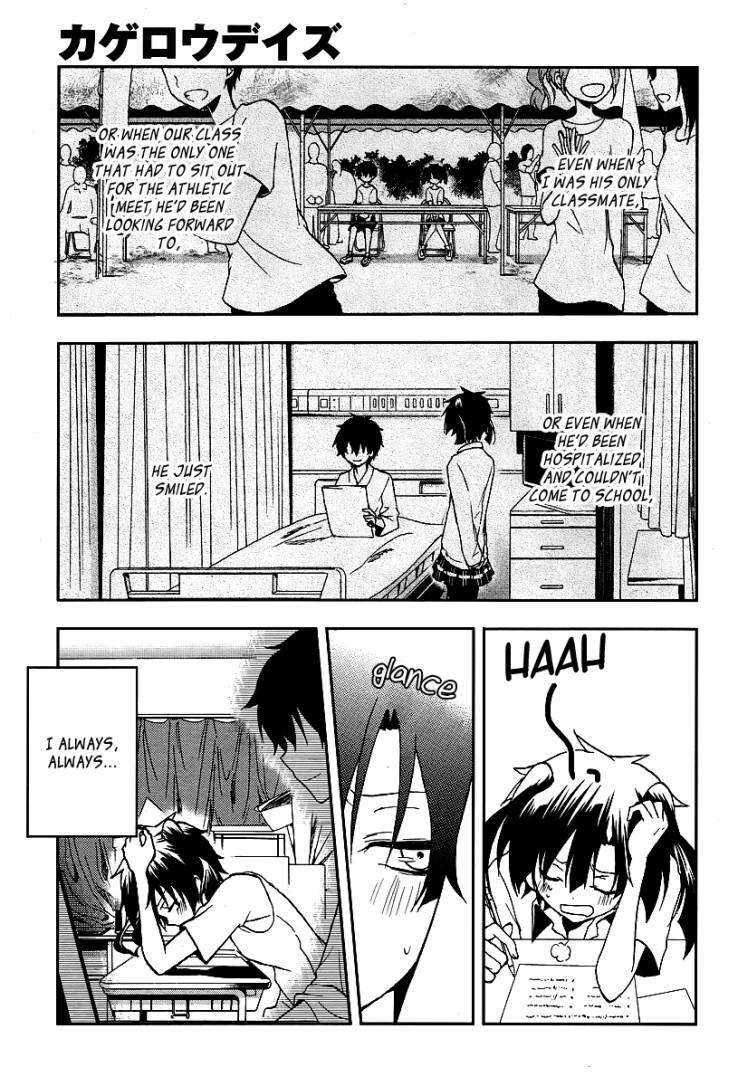 カゲロウデイズ
EVEN WHEN
I WAS HIS ONLY
CLASSMATE,
OR WHEN OUR CLASS
WAS THE ONLY ONE
THAT HAD TO SIT OUT
FOR THE ATHLETIC
MEET HE'D BEEN
LOOKING FORWARD
TO,
OR EVEN WHEN
HE'D BEEN
HOSPITALIZED
AND COULDN'T
COME TO SCHOOL,
HE JUST
SMILED.
HAAH
glance
I ALWAYS,
ALWAYS...